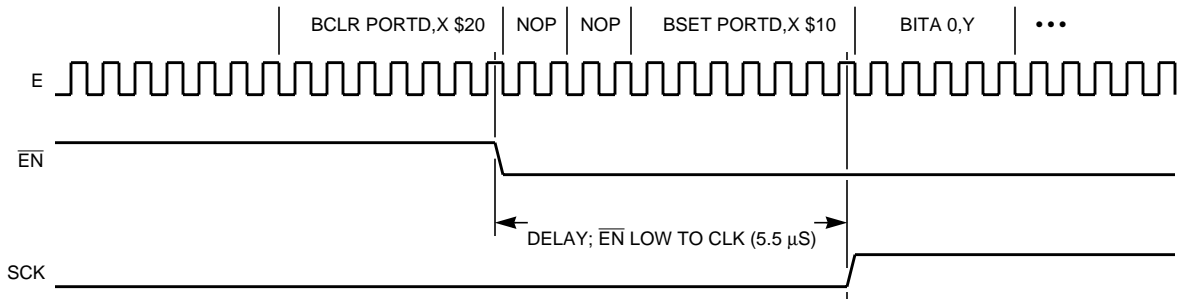 BCLR PORTD,X $20 NOP NOP BSET PORTD,X $10 BITA 0,Y •••
E
EN
DELAY; EN LOW TO CLK (5.5 µS)
SCK